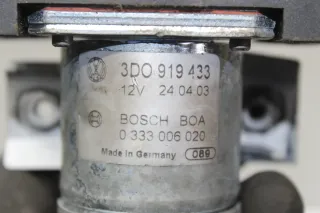 3D0 919 433
12V 24 04 03
BOSCH BOA
0 333 006 020
Made in Germany 089